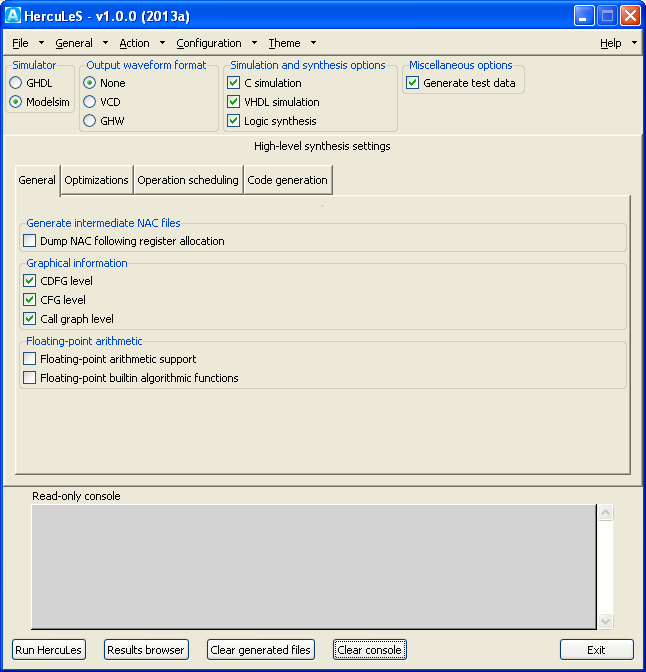 HercuLeS - v1.0.0 (2013a)
File General Action Configuration Theme Help
Simulator Output waveform format Simulation and synthesis options Miscellaneous options
GHDL None C simulation Generate test data
Modelsim VCD VHDL simulation
GHW Logic synthesis
High-level synthesis settings
General Optimizations Operation scheduling Code generation
Generate intermediate NAC files
Dump NAC following register allocation
Graphical information
CDFG level
CFG level
Call graph level
Floating-point arithmetic
Floating-point arithmetic support
Floating-point builtin algorithmic functions
Read-only console
Run HercuLes Results browser Clear generated files Clear console Exit